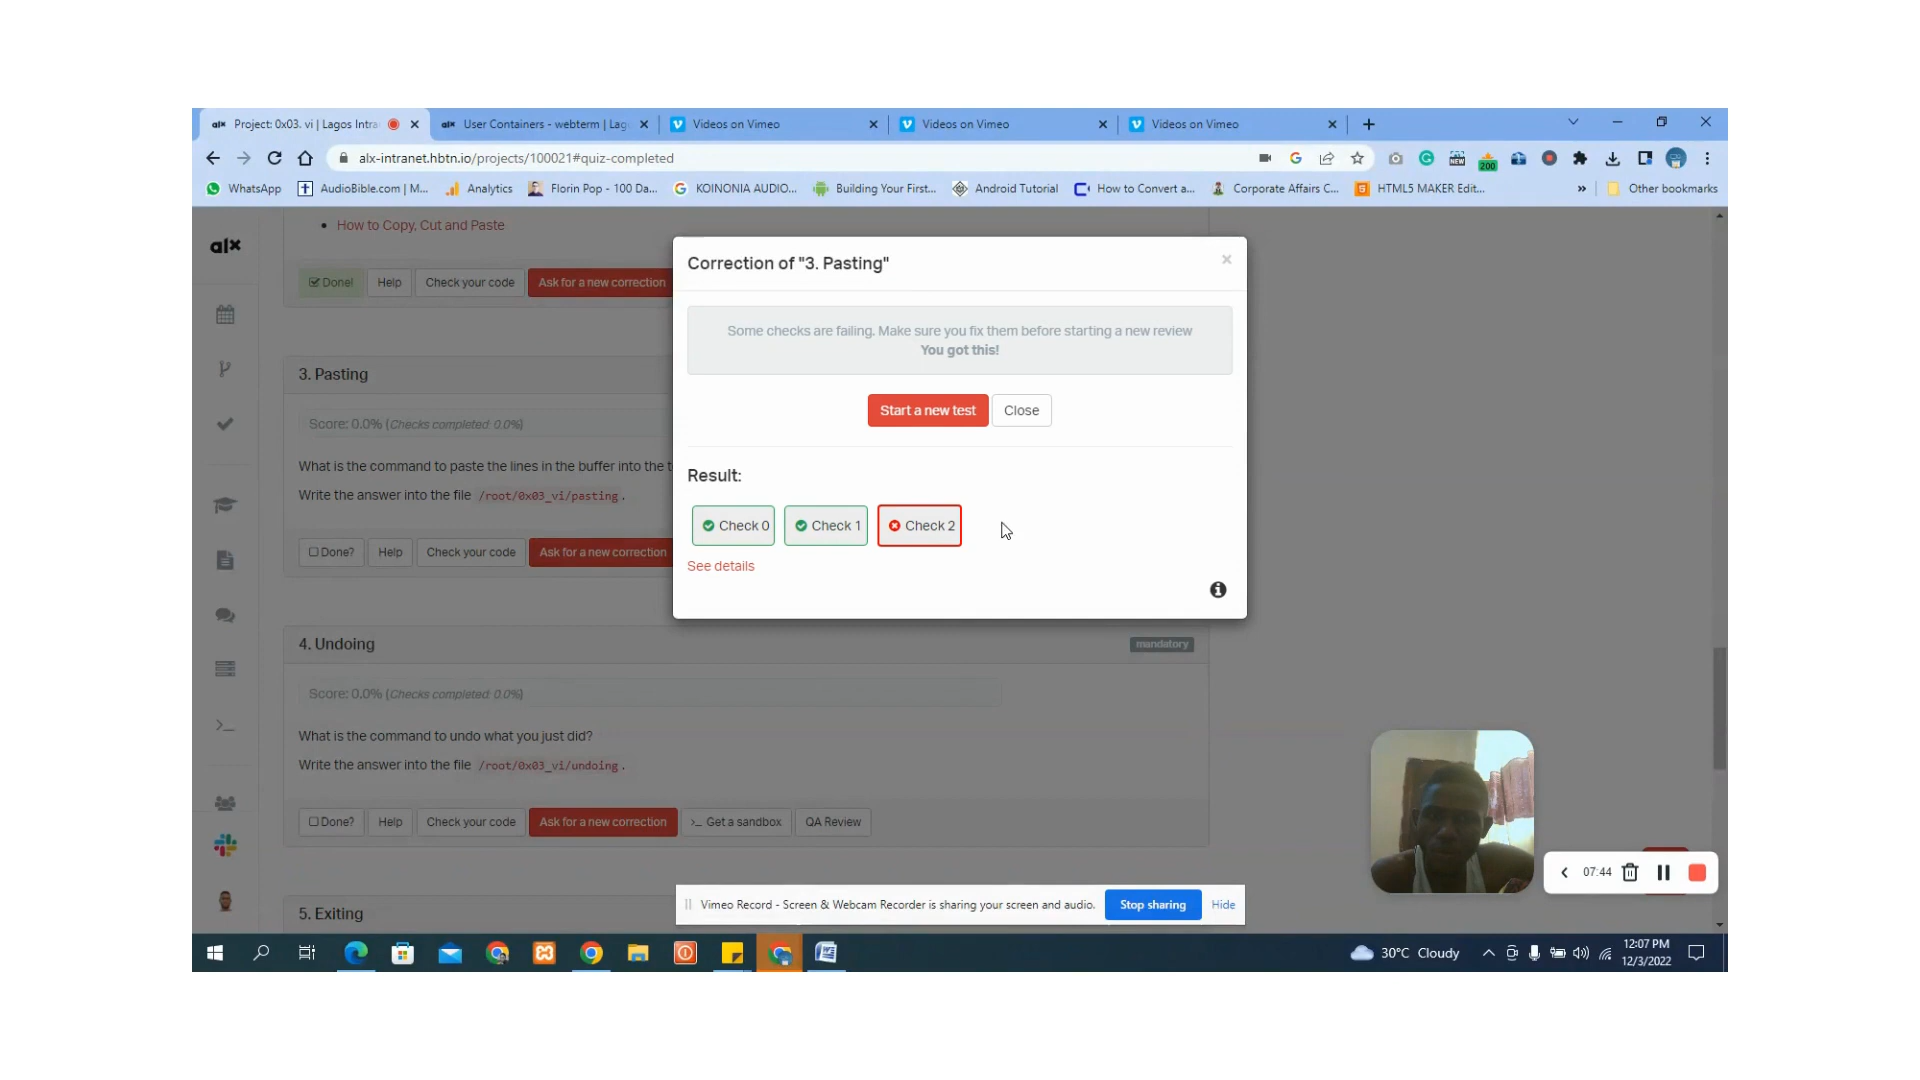 alx Project: 0x03. vi | Lagos Intra
alx User Containers - webterm | Lag
Videos on Vimeo
Videos on Vimeo
Videos on Vimeo
alx-intranet.hbtn.io/projects/100021#quiz-completed
NEW
200
WhatsApp
AudioBible.com | M...
Analytics
Florin Pop - 100 Da...
KOINONIA AUDIO...
Building Your First...
Android Tutorial
How to Convert a...
Corporate Affairs C...
HTML5 MAKER Edit...
» Other bookmarks
alx
• How to Copy, Cut and Paste
Done!
Help
Check your code
Ask for a new correction
3. Pasting
Score: 0.0% (Checks completed: 0.0%)
What is the command to paste the lines in the buffer into the t
Write the answer into the file /root/0x03_vi/pasting.
Done?
Help
Check your code
Ask for a new correction
Correction of "3. Pasting"
×
Some checks are failing. Make sure you fix them before starting a new review
You got this!
Start a new test
Close
Result:
Check 0
Check 1
Check 2
See details
4. Undoing
mandatory
Score: 0.0% (Checks completed: 0.0%)
What is the command to undo what you just did?
Write the answer into the file /root/0x03_vi/undoing.
Done?
Help
Check your code
Ask for a new correction
>_ Get a sandbox
QA Review
5. Exiting
07:44
Vimeo Record - Screen & Webcam Recorder is sharing your screen and audio.
Stop sharing
Hide
30°C Cloudy
12:07 PM
12/3/2022